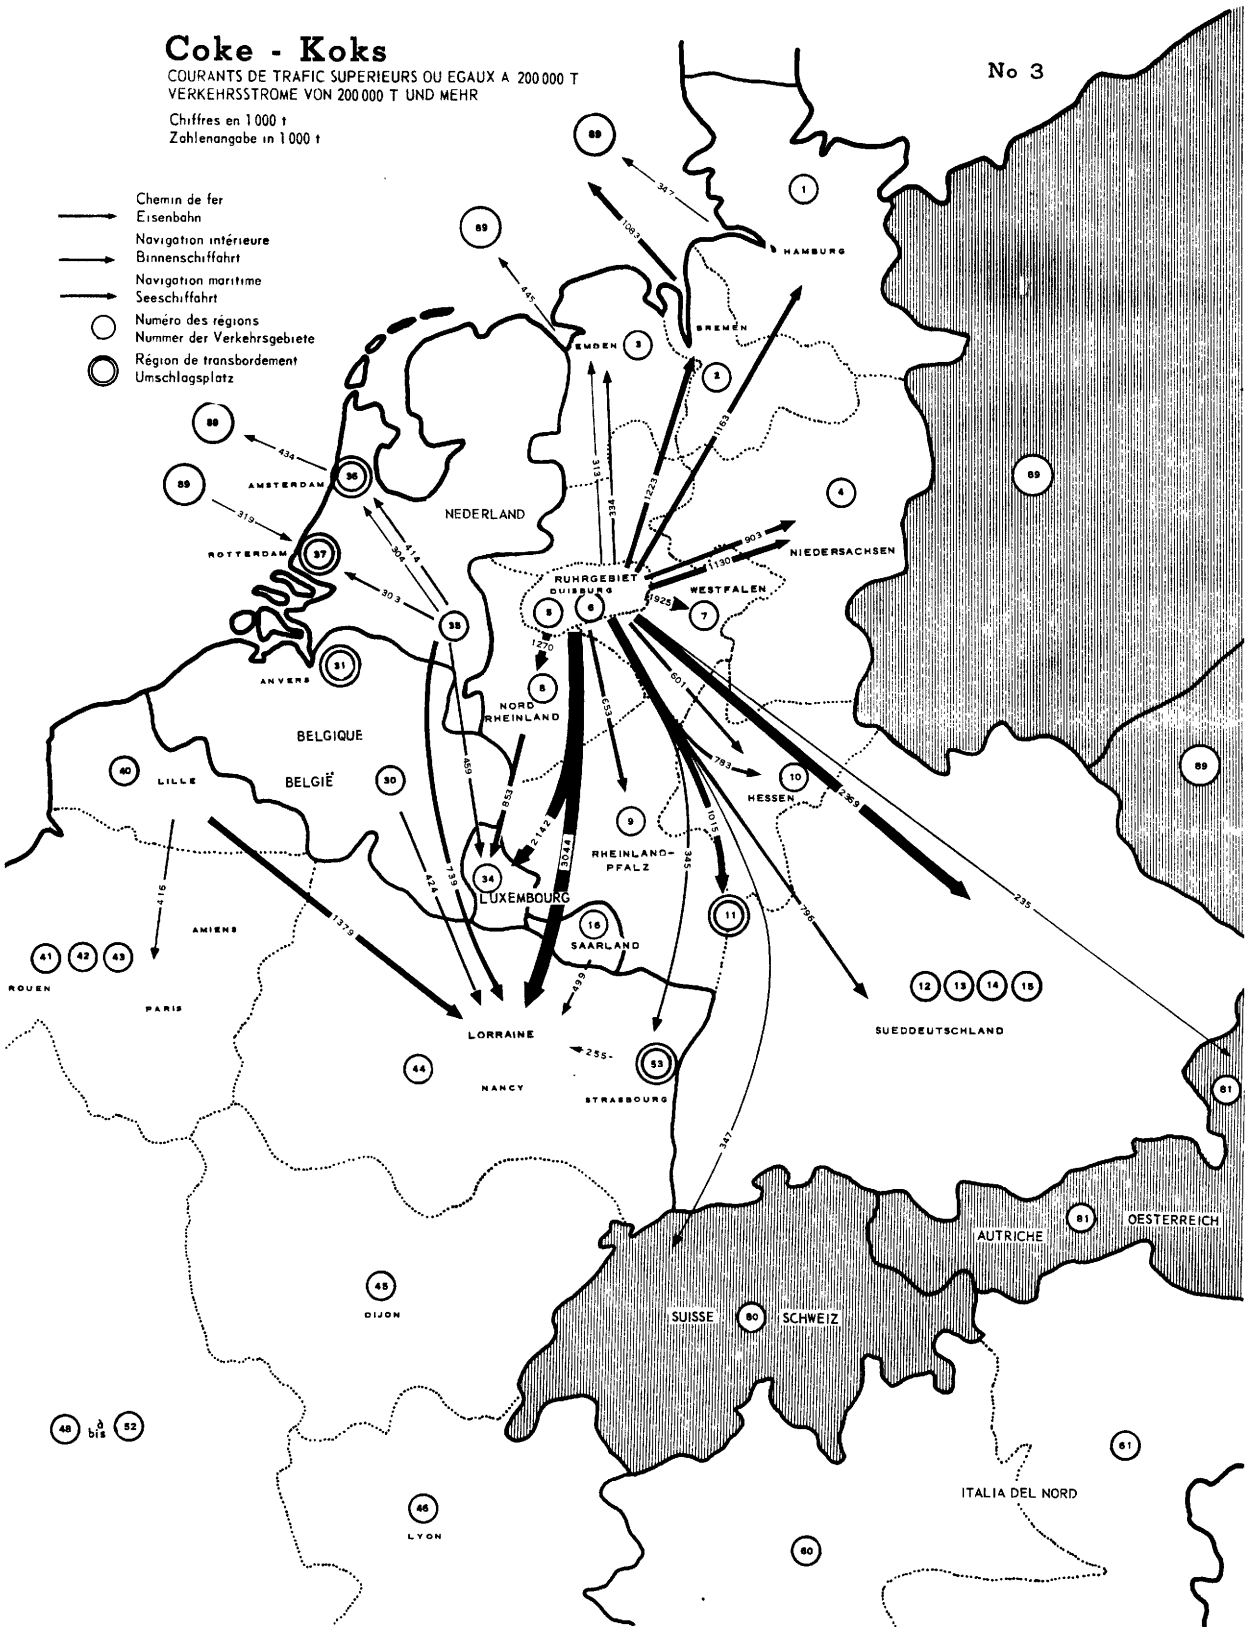 Coke - Koks
COURANTS DE TRAFIC SUPERIEURS OU EGAUX A 200 000 T
VERKEHRSSTROME VON 200 000 T UND MEHR
Chiffres en 1 000 t
Zahlenangabe in 1 000 t
No 3
Chemin de fer
Eisenbahn
Navigation intérieure
Binnenschiffahrt
Navigation maritime
Seeschiffahrt
Numéro des régions
Nummer der Verkehrsgebiete
Région de transbordement
Umschlagsplatz
89
347
1
1083
89
HAMBURG
445
BREMEN
EMDEN
3
2
88
434
36
89
AMSTERDAM
319
NEDERLAND
ROTTERDAM
37
414
304
303
313
334
1223
1163
4
89
903
1130
NIEDERSACHSEN
RUHRGEBIET
DUISBURG
5
6
1925
WESTFALEN
7
35
31
ANVERS
1270
8
NORD
RHEINLAND
653
601
BELGIQUE
BELGIË
30
40
LILLE
459
853
783
10
HESSEN
2369
89
9
RHEINLAND-
PFALZ
2142
3044
1015
345
34
LUXEMBOURG
739
424
416
1379
796
235
11
16
SAARLAND
499
AMIENS
41 42 43
ROUEN
PARIS
12 13 14 15
SUEDDEUTSCHLAND
LORRAINE
255
53
STRASBOURG
44
NANCY
81
347
AUTRICHE
81
OESTERREICH
45
DIJON
SUISSE
80
SCHWEIZ
48 à bis 52
61
ITALIA DEL NORD
46
LYON
60